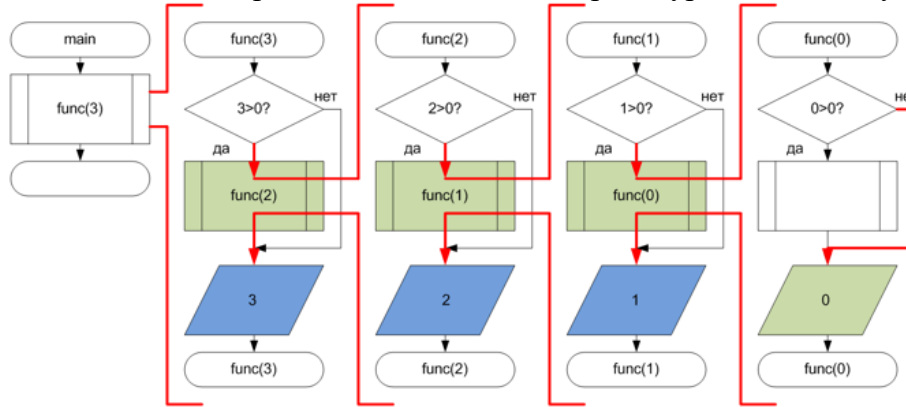 main
func(3)
func(3)
3>0?
нет
да
func(2)
3
func(3)
func(2)
2>0?
нет
да
func(1)
2
func(2)
func(1)
1>0?
нет
да
func(0)
1
func(1)
func(0)
0>0?
да
0
func(0)